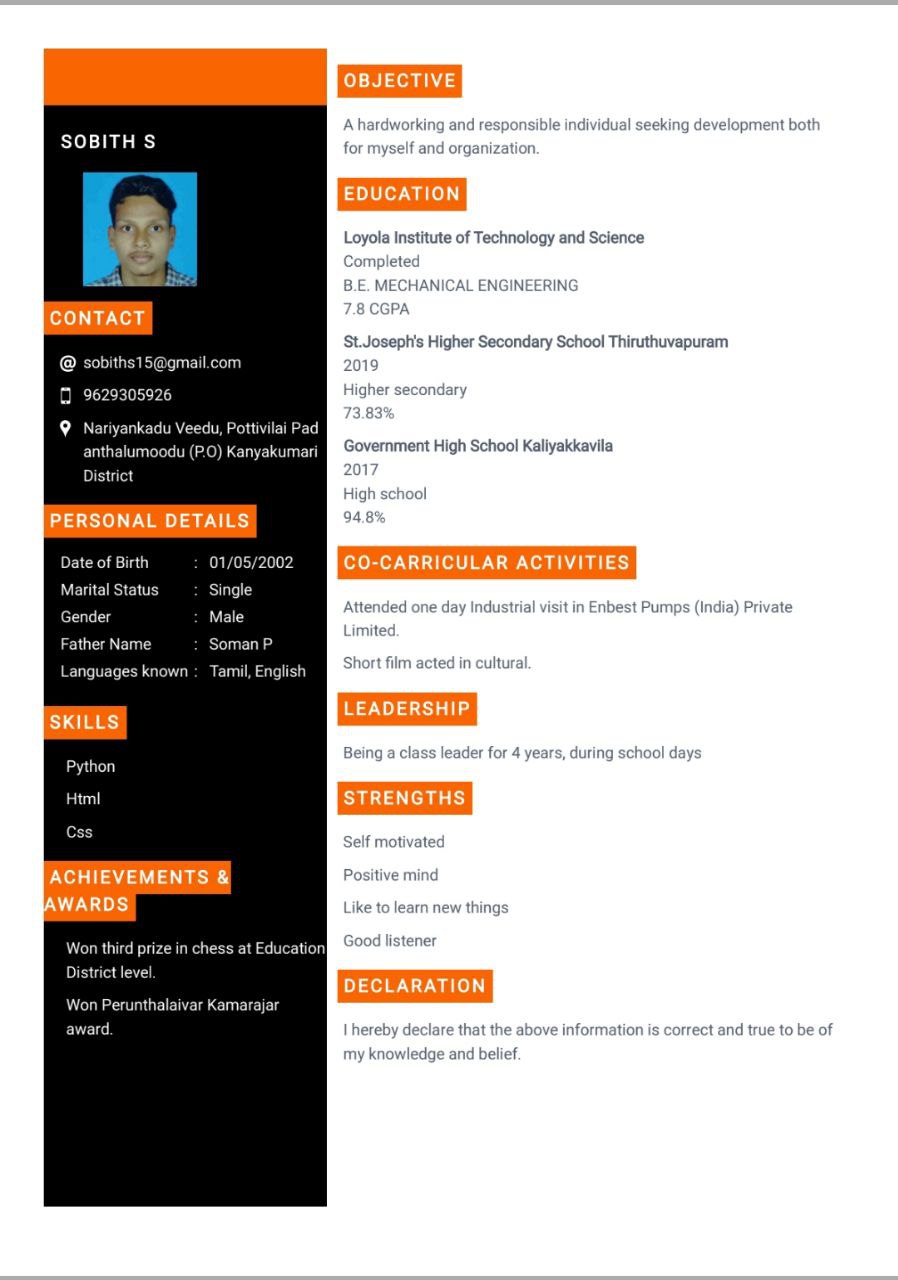 SOBITH S
CONTACT
sobiths15@gmail.com
9629305926
Nariyankadu Veedu, Pottivilai Pad
anthalumoodu (P.O) Kanyakumari
District
PERSONAL DETAILS
Date of Birth : 01/05/2002
Marital Status : Single
Gender : Male
Father Name : Soman P
Languages known : Tamil, English
SKILLS
Python
Html
Css
ACHIEVEMENTS &
AWARDS
Won third prize in chess at Education
District level.
Won Perunthalaivar Kamarajar
award.
OBJECTIVE
A hardworking and responsible individual seeking development both
for myself and organization.
EDUCATION
Loyola Institute of Technology and Science
Completed
B.E. MECHANICAL ENGINEERING
7.8 CGPA
St.Joseph's Higher Secondary School Thiruthuvapuram
2019
Higher secondary
73.83%
Government High School Kaliyakkavila
2017
High school
94.8%
CO-CARRICULAR ACTIVITIES
Attended one day Industrial visit in Enbest Pumps (India) Private
Limited.
Short film acted in cultural.
LEADERSHIP
Being a class leader for 4 years, during school days
STRENGTHS
Self motivated
Positive mind
Like to learn new things
Good listener
DECLARATION
I hereby declare that the above information is correct and true to be of
my knowledge and belief.